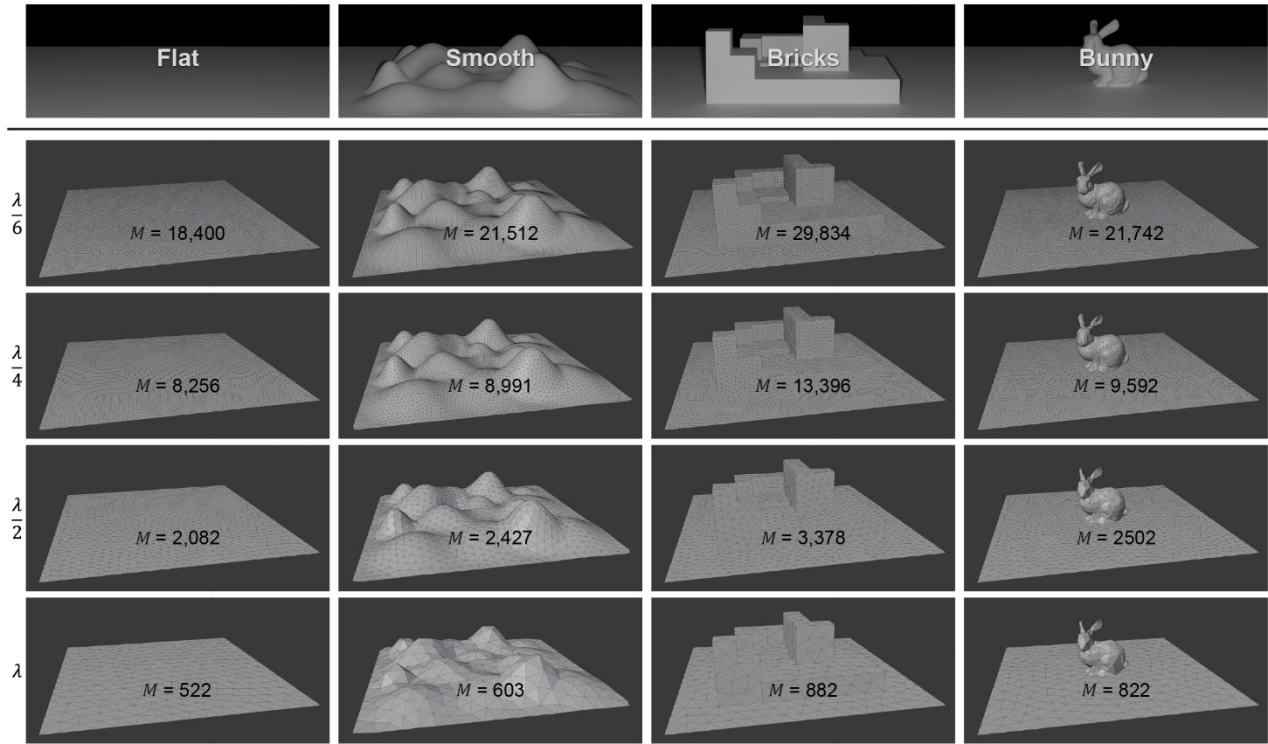 Flat Smooth Bricks Bunny
λ/6 M = 18,400 M = 21,512 M = 29,834 M = 21,742
λ/4 M = 8,256 M = 8,991 M = 13,396 M = 9,592
λ/2 M = 2,082 M = 2,427 M = 3,378 M = 2502
λ M = 522 M = 603 M = 882 M = 822